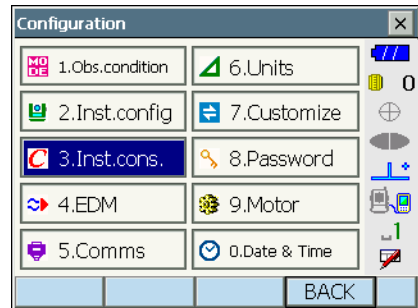 Configuration
MODE 1.Obs.condition
2.Inst.config
C 3.Inst.cons.
4.EDM
5.Comms
6.Units
7.Customize
8.Password
9.Motor
0.Date & Time
0
1
BACK